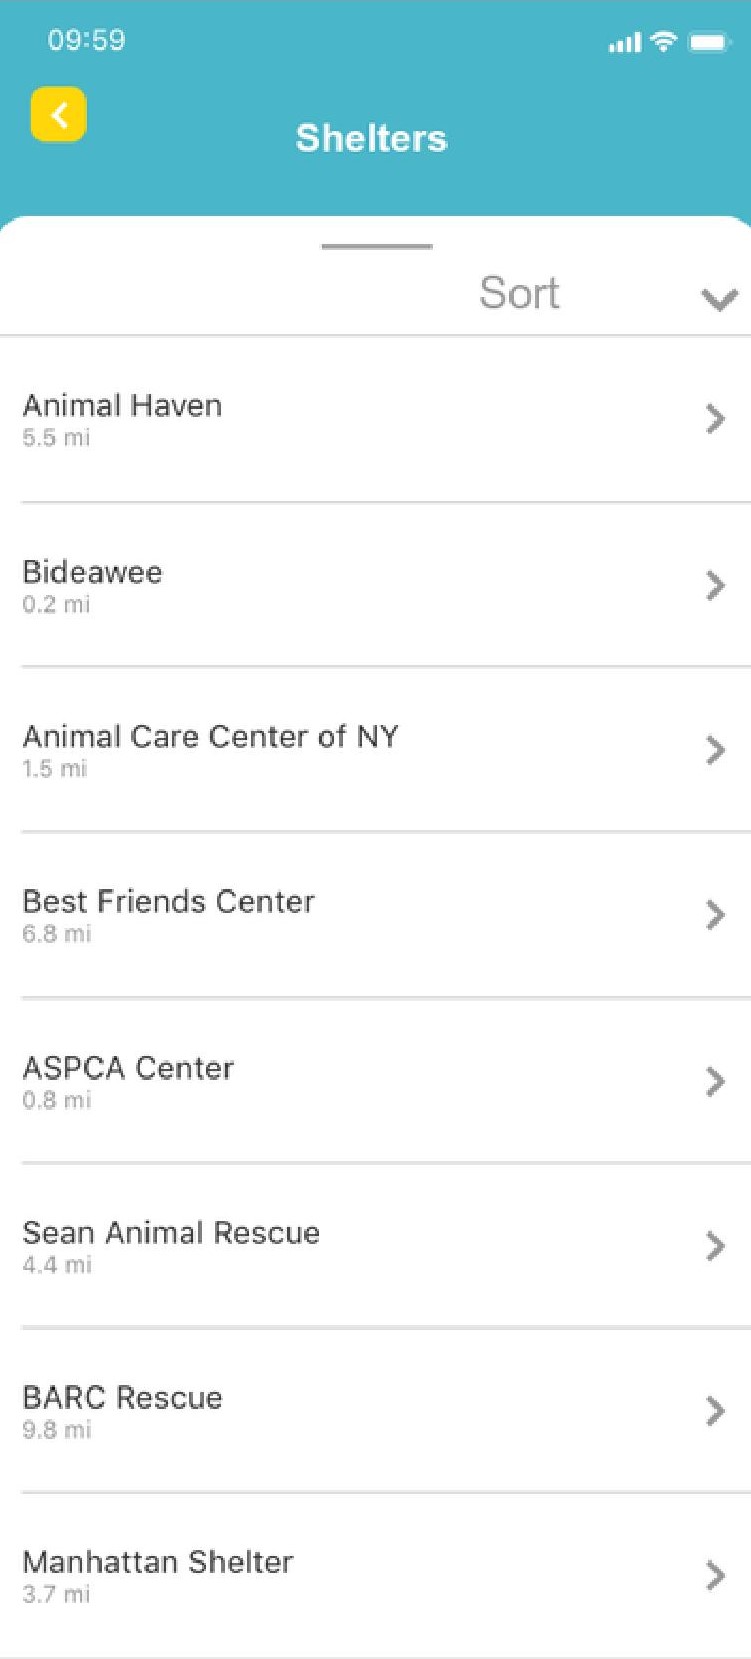 09:59
Shelters
Sort
Animal Haven
5.5 mi
Bideawee
0.2 mi
Animal Care Center of NY
1.5 mi
Best Friends Center
6.8 mi
ASPCA Center
0.8 mi
Sean Animal Rescue
4.4 mi
BARC Rescue
9.8 mi
Manhattan Shelter
3.7 mi